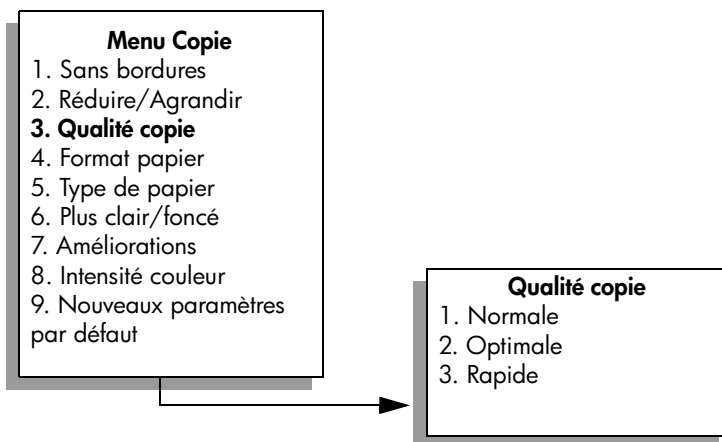 Menu Copie
1. Sans bordures
2. Réduire/Agrandir
3. Qualité copie
4. Format papier
5. Type de papier
6. Plus clair/foncé
7. Améliorations
8. Intensité couleur
9. Nouveaux paramètres
par défaut
Qualité copie
1. Normale
2. Optimale
3. Rapide